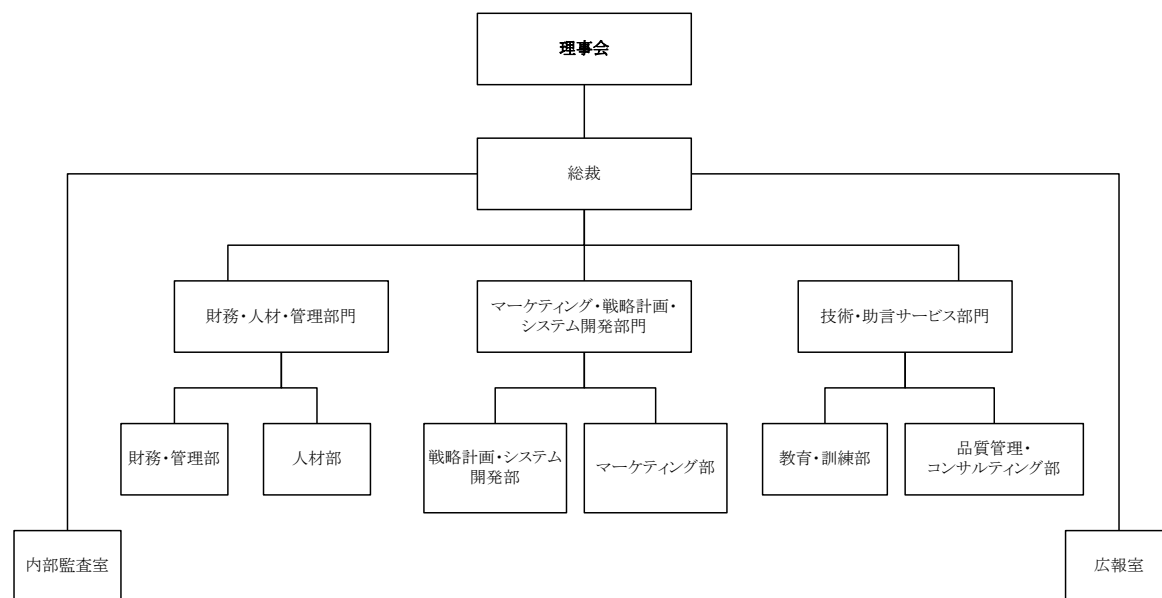 理事会
総裁
財務・人材・管理部門
マーケティング・戦略計画・
システム開発部門
技術・助言サービス部門
財務・管理部
人材部
戦略計画・システム
開発部
マーケティング部
教育・訓練部
品質管理・
コンサルティング部
内部監査室
広報室